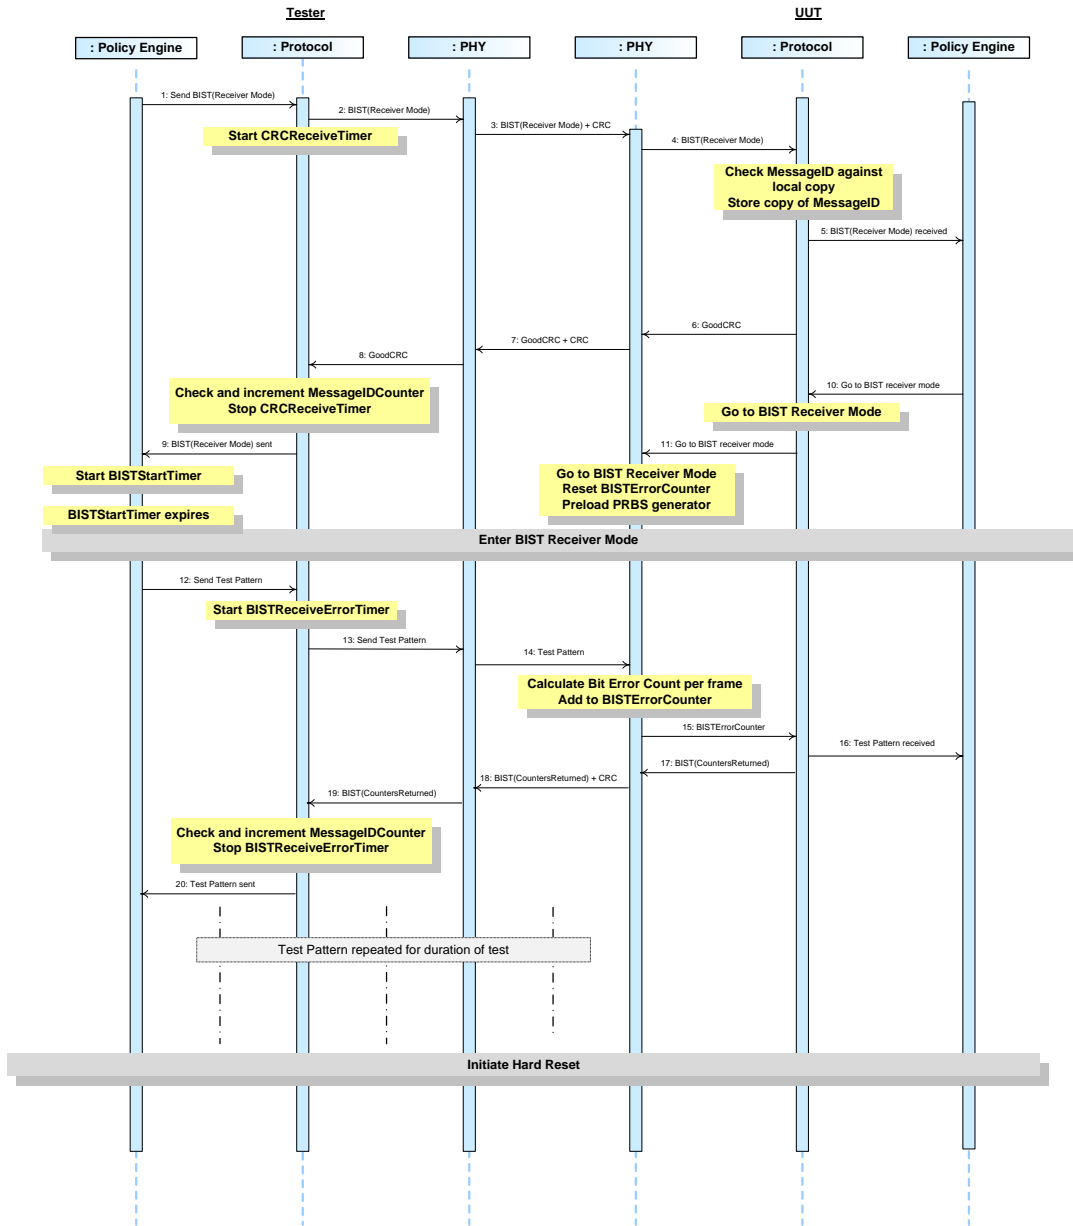 Tester
UUT
: Policy Engine
: Protocol
: PHY
: PHY
: Protocol
: Policy Engine
1: Send BIST(Receiver Mode)
2: BIST(Receiver Mode)
Start CRCReceiveTimer
3: BIST(Receiver Mode) + CRC
4: BIST(Receiver Mode)
Check MessageID against
local copy
Store copy of MessageID
5: BIST(Receiver Mode) received
6: GoodCRC
7: GoodCRC + CRC
8: GoodCRC
Check and increment MessageIDCounter
Stop CRCReceiveTimer
10: Go to BIST receiver mode
Go to BIST Receiver Mode
9: BIST(Receiver Mode) sent
11: Go to BIST receiver mode
Start BISTStartTimer
Go to BIST Receiver Mode
Reset BISTErrorCounter
Preload PRBS generator
BISTStartTimer expires
Enter BIST Receiver Mode
12: Send Test Pattern
Start BISTReceiveErrorTimer
13: Send Test Pattern
14: Test Pattern
Calculate Bit Error Count per frame
Add to BISTErrorCounter
15: BISTErrorCounter
16: Test Pattern received
17: BIST(CountersReturned)
18: BIST(CountersReturned) + CRC
19: BIST(CountersReturned)
Check and increment MessageIDCounter
Stop BISTReceiveErrorTimer
20: Test Pattern sent
Test Pattern repeated for duration of test
Initiate Hard Reset